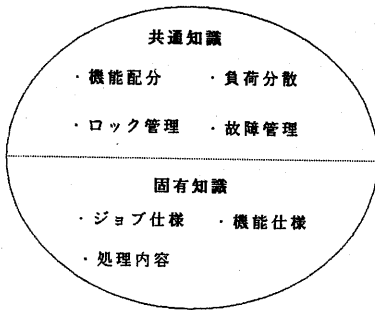 共通知識
・機能配分 ・負荷分散
・ロック管理 ・故障管理
固有知識
・ジョブ仕様 ・機能仕様
・処理内容